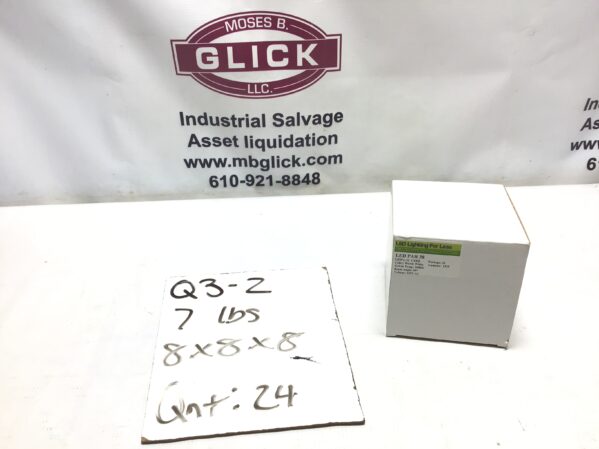 MOSES B.
GLICK
LLC.
Industrial Salvage
Asset liquidation
www.mbglick.com
610-921-8848
In
As
www
61
LED Lighting For Less
LED PAR 38
Q3-2
7 lbs
8x8x8
Qnt: 24